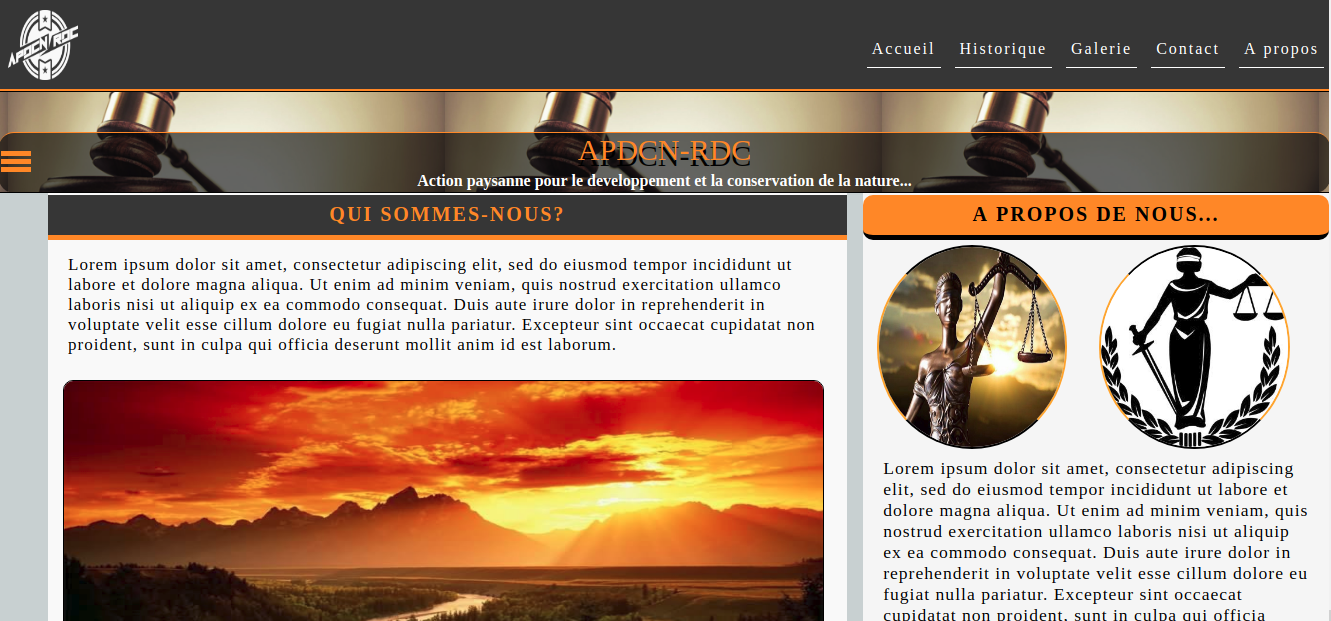 APDCN RDC
Accueil Historique Galerie Contact A propos
APDCN-RDC
Action paysanne pour le developpement et la conservation de la nature...
QUI SOMMES-NOUS?
Lorem ipsum dolor sit amet, consectetur adipiscing elit, sed do eiusmod tempor incididunt ut
labore et dolore magna aliqua. Ut enim ad minim veniam, quis nostrud exercitation ullamco
laboris nisi ut aliquip ex ea commodo consequat. Duis aute irure dolor in reprehenderit in
voluptate velit esse cillum dolore eu fugiat nulla pariatur. Excepteur sint occaecat cupidatat non
proident, sunt in culpa qui officia deserunt mollit anim id est laborum.
A PROPOS DE NOUS...
Lorem ipsum dolor sit amet, consectetur adipiscing
elit, sed do eiusmod tempor incididunt ut labore et
dolore magna aliqua. Ut enim ad minim veniam, quis
nostrud exercitation ullamco laboris nisi ut aliquip
ex ea commodo consequat. Duis aute irure dolor in
reprehenderit in voluptate velit esse cillum dolore eu
fugiat nulla pariatur. Excepteur sint occaecat
cupidatat non proident, sunt in culpa qui officia